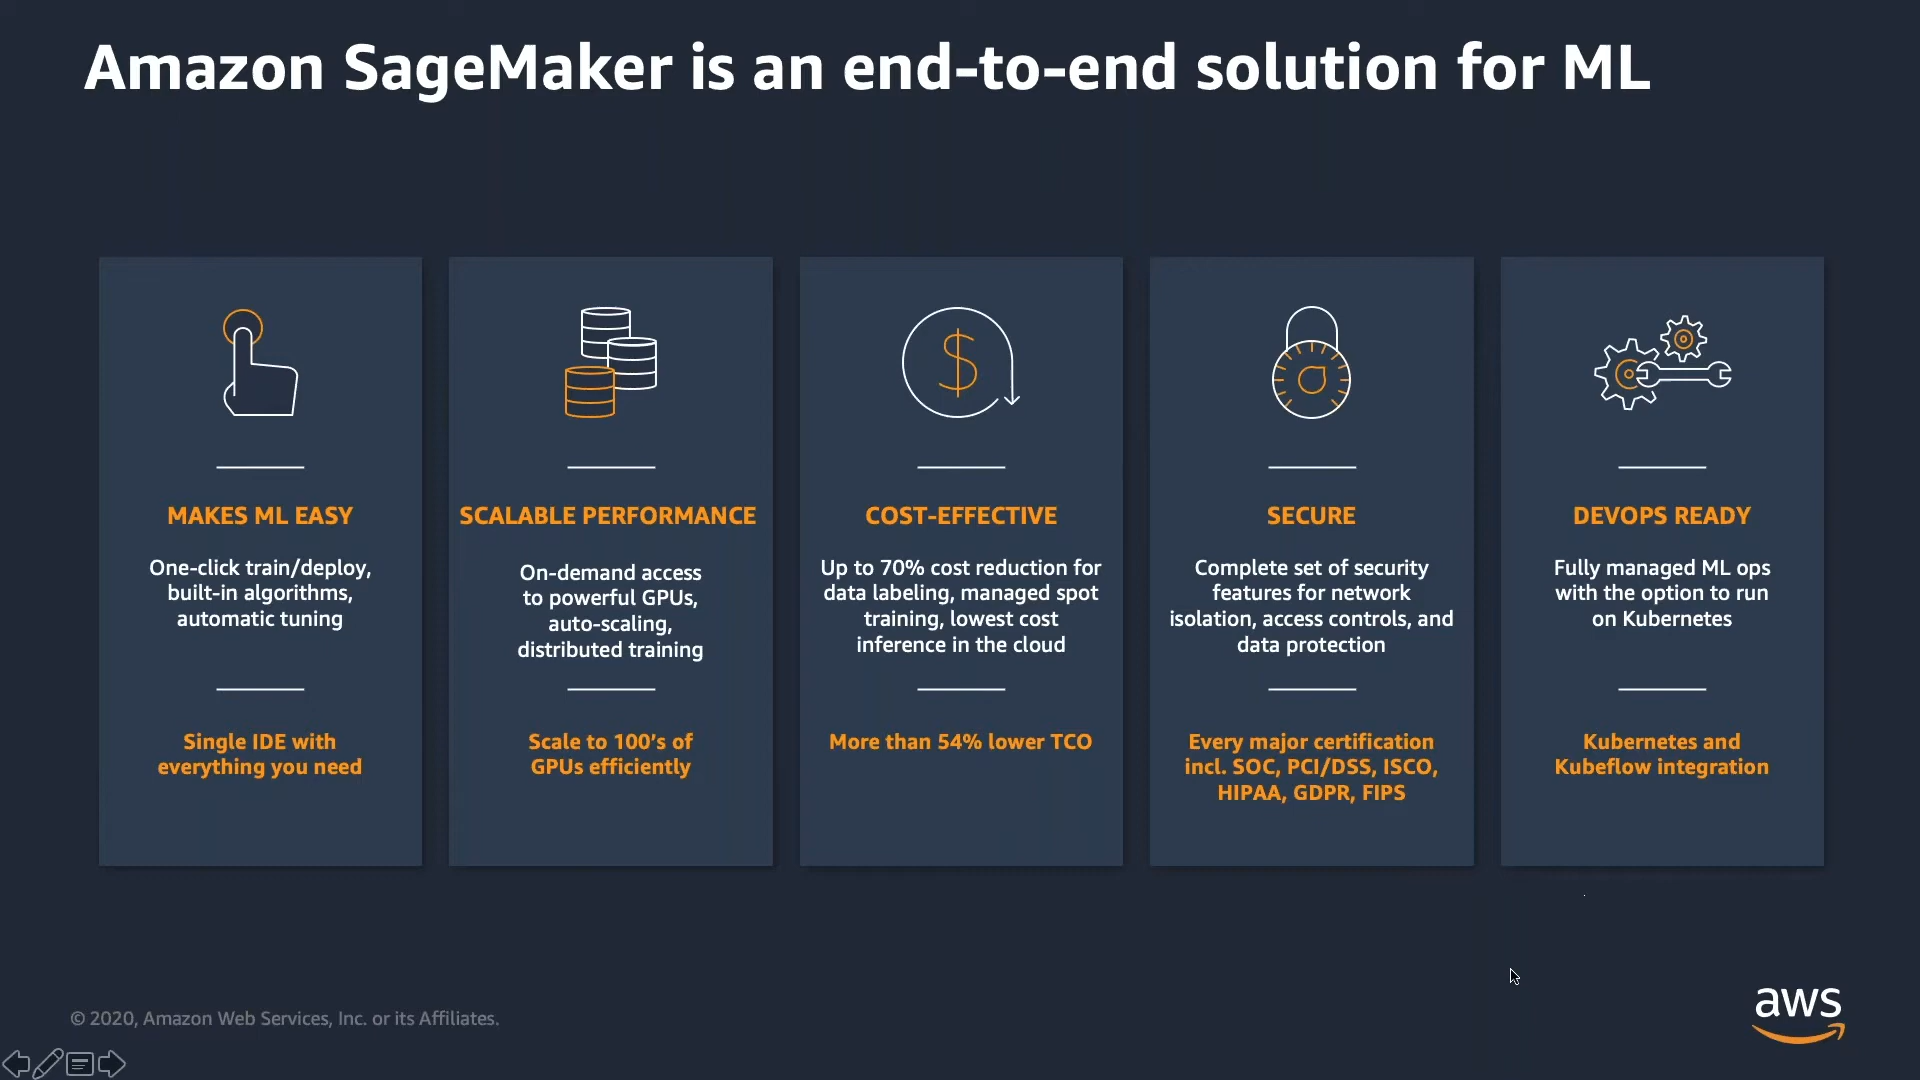 Amazon SageMaker is an end-to-end solution for ML
MAKES ML EASY
One-click train/deploy,
built-in algorithms,
automatic tuning
Single IDE with
everything you need
SCALABLE PERFORMANCE
On-demand access
to powerful GPUs,
auto-scaling,
distributed training
Scale to 100’s of
GPUs efficiently
$
COST-EFFECTIVE
Up to 70% cost reduction for
data labeling, managed spot
training, lowest cost
inference in the cloud
More than 54% lower TCO
SECURE
Complete set of security
features for network
isolation, access controls, and
data protection
Every major certification
incl. SOC, PCI/DSS, ISCO,
HIPAA, GDPR, FIPS
DEVOPS READY
Fully managed ML ops
with the option to run
on Kubernetes
Kubernetes and
Kubeflow integration
© 2020, Amazon Web Services, Inc. or its Affiliates.
aws